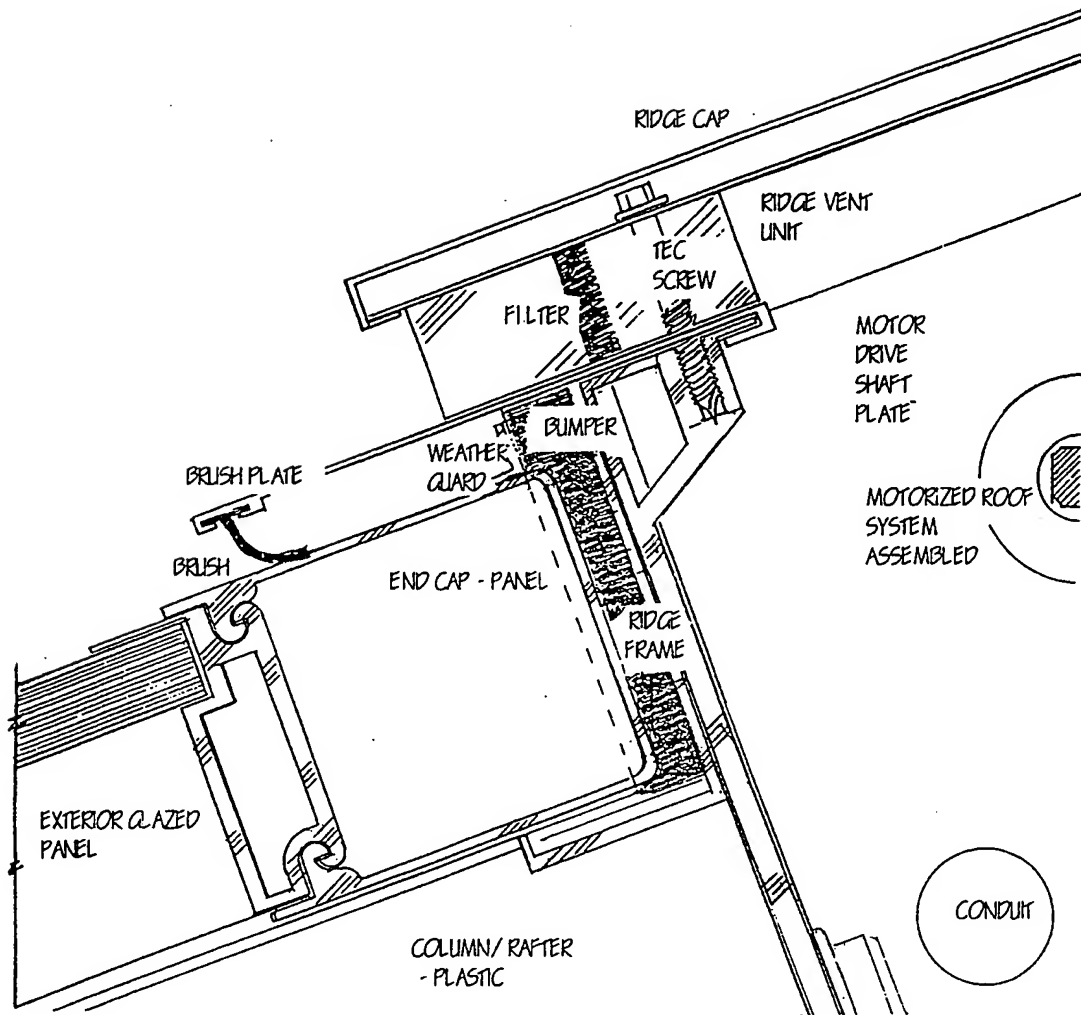 RIDGE CAP
RIDGE VENT
UNIT
TEC
SCREW
FILTER
MOTOR
DRIVE
SHAFT
PLATE
BUMPER
WEATHER
GUARD
BRUSH PLATE
MOTORIZED ROOF
SYSTEM
ASSEMBLED
BRUSH
END CAP - PANEL
RIDGE
FRAME
EXTERIOR GLAZED
PANEL
CONDUIT
COLUMN/ RAFTER
- PLASTIC